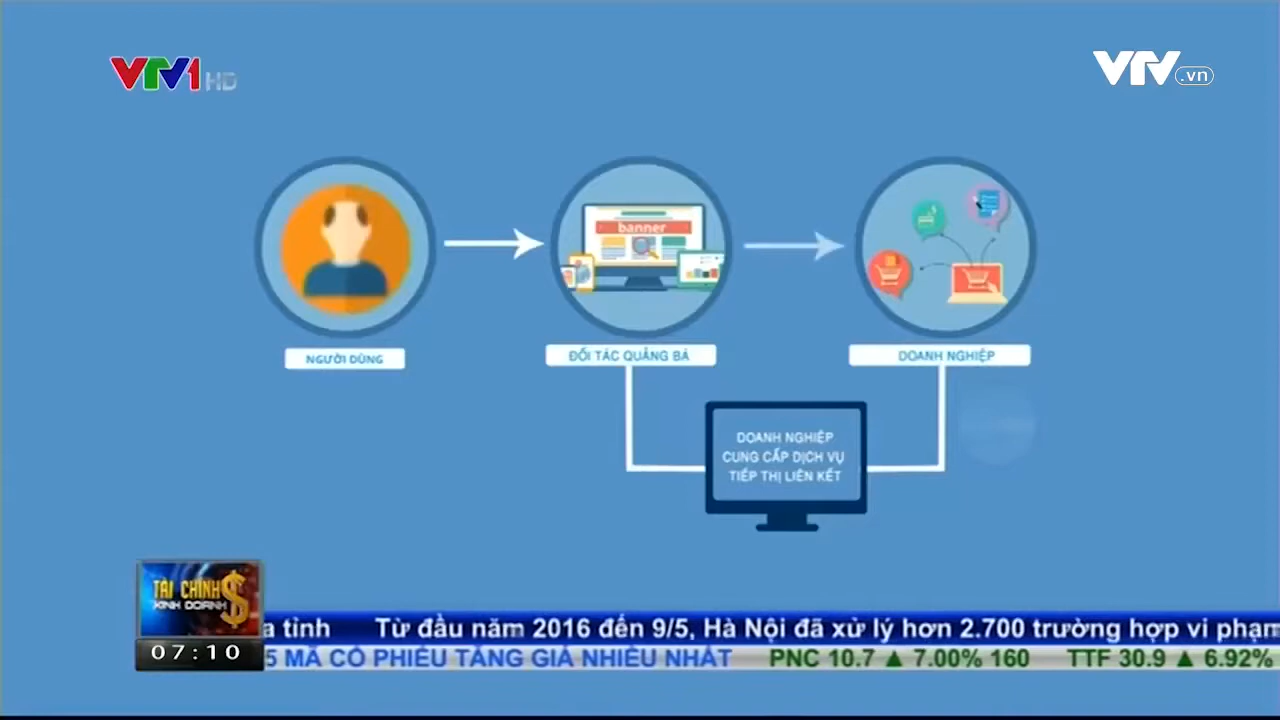 VTV1 HD
VTV.vn
banner
NGƯỜI DÙNG
ĐỐI TÁC QUẢNG BÁ
DOANH NGHIỆP
DOANH NGHIỆP
CUNG CẤP DỊCH VỤ
TIẾP THỊ LIÊN KẾT
TÀI CHÍNH
KINH DOANH
$
a tỉnh Từ đầu năm 2016 đến 9/5, Hà Nội đã xử lý hơn 2.700 trường hợp vi phạm
07:10
5 MÃ CỔ PHIẾU TĂNG GIÁ NHIỀU NHẤT PNC 10.7 ▲ 7.00% 160 TTF 30.9 ▲ 6.92%